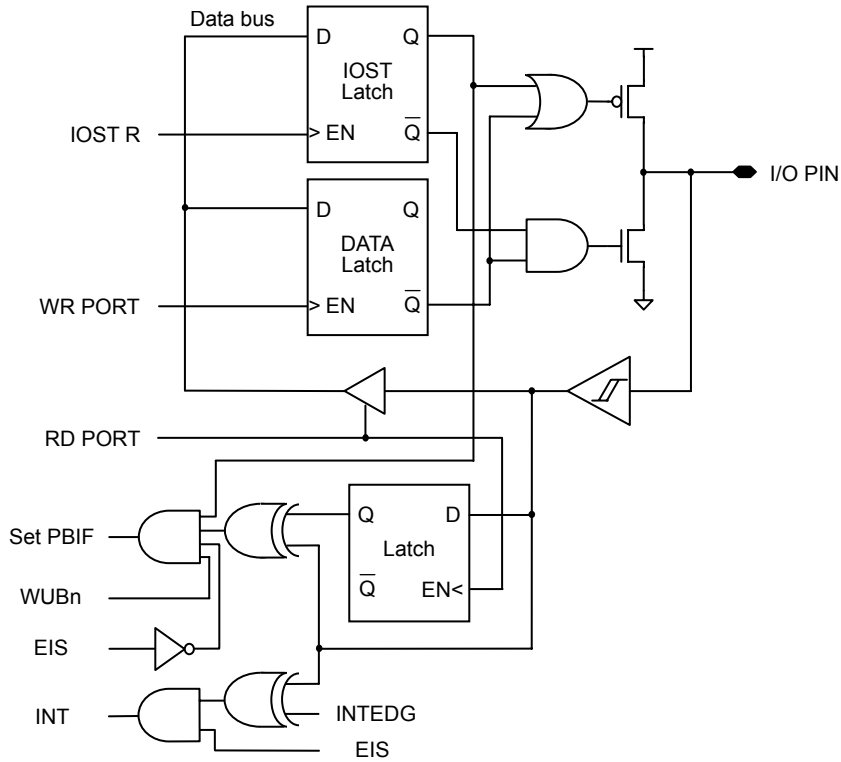 Data bus
D Q
IOST
Latch
IOST R
> EN Q̅
I/O PIN
D Q
DATA
Latch
WR PORT
> EN Q̅
RD PORT
Q D
Set PBIF
Latch
Q̅ EN<
WUBn
EIS
INT
INTEDG
EIS